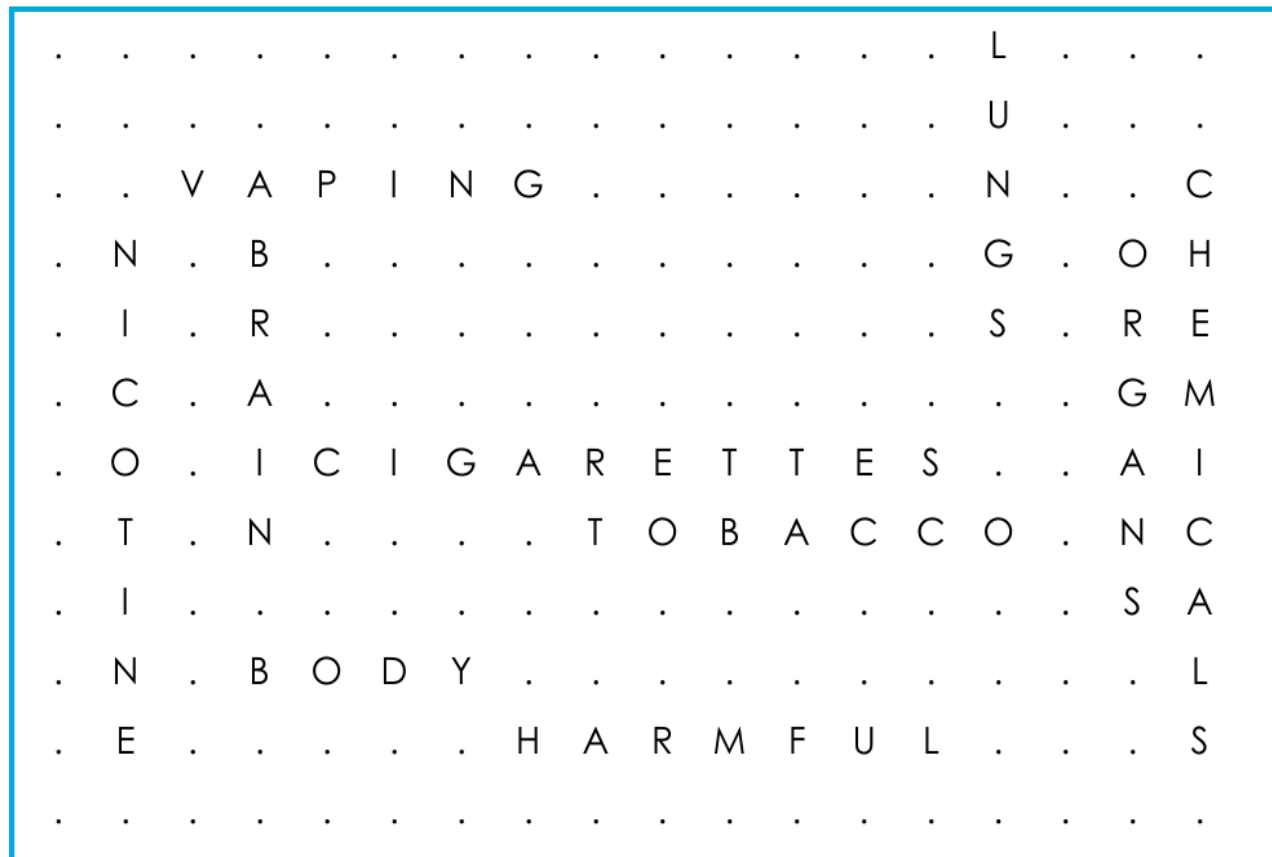 . . . . . . . . . . . . . . L . . .
. . . . . . . . . . . . . . U . . .
. . V A P I N G . . . . . . N . . C
. N . B . . . . . . . . . . G . O H
. I . R . . . . . . . . . . S . R E
. C . A . . . . . . . . . . . . G M
. O . I C I G A R E T T E S . . A I
. T . N . . . . T O B A C C O . N C
. I . . . . . . . . . . . . . . S A
. N . B O D Y . . . . . . . . . . L
. E . . . . . H A R M F U L . . . S
. . . . . . . . . . . . . . . . . .